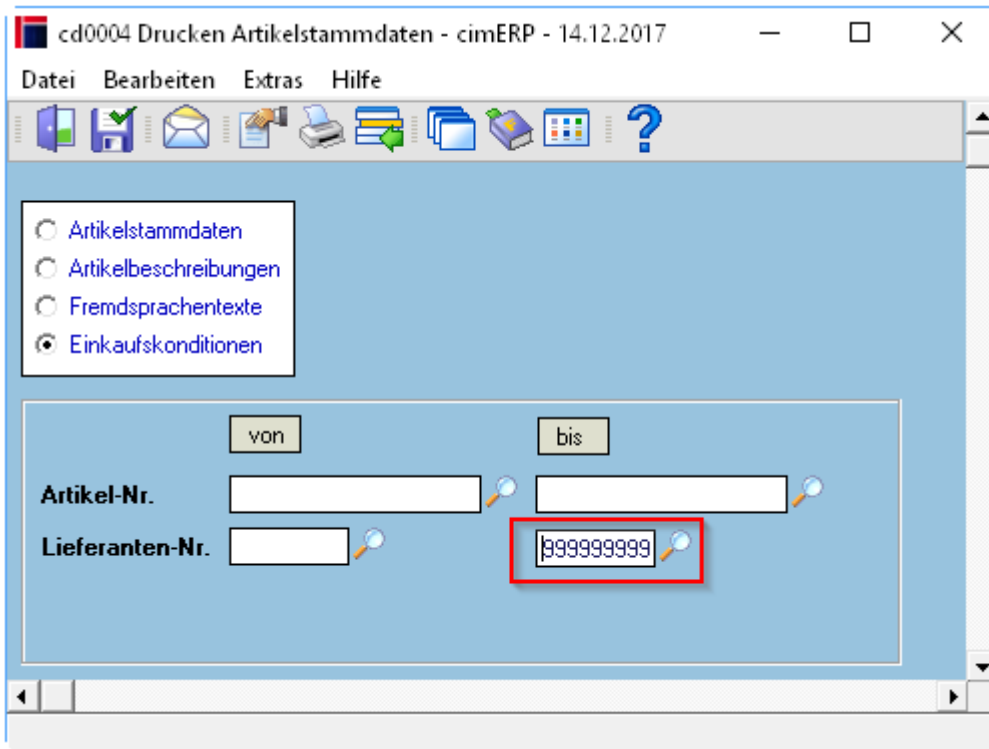 cd0004 Drucken Artikelstammdaten - cimERP - 14.12.2017
Datei Bearbeiten Extras Hilfe
Artikelstammdaten
Artikelbeschreibungen
Fremdsprachentexte
Einkaufskonditionen
von bis
Artikel-Nr.
Lieferanten-Nr. 999999999